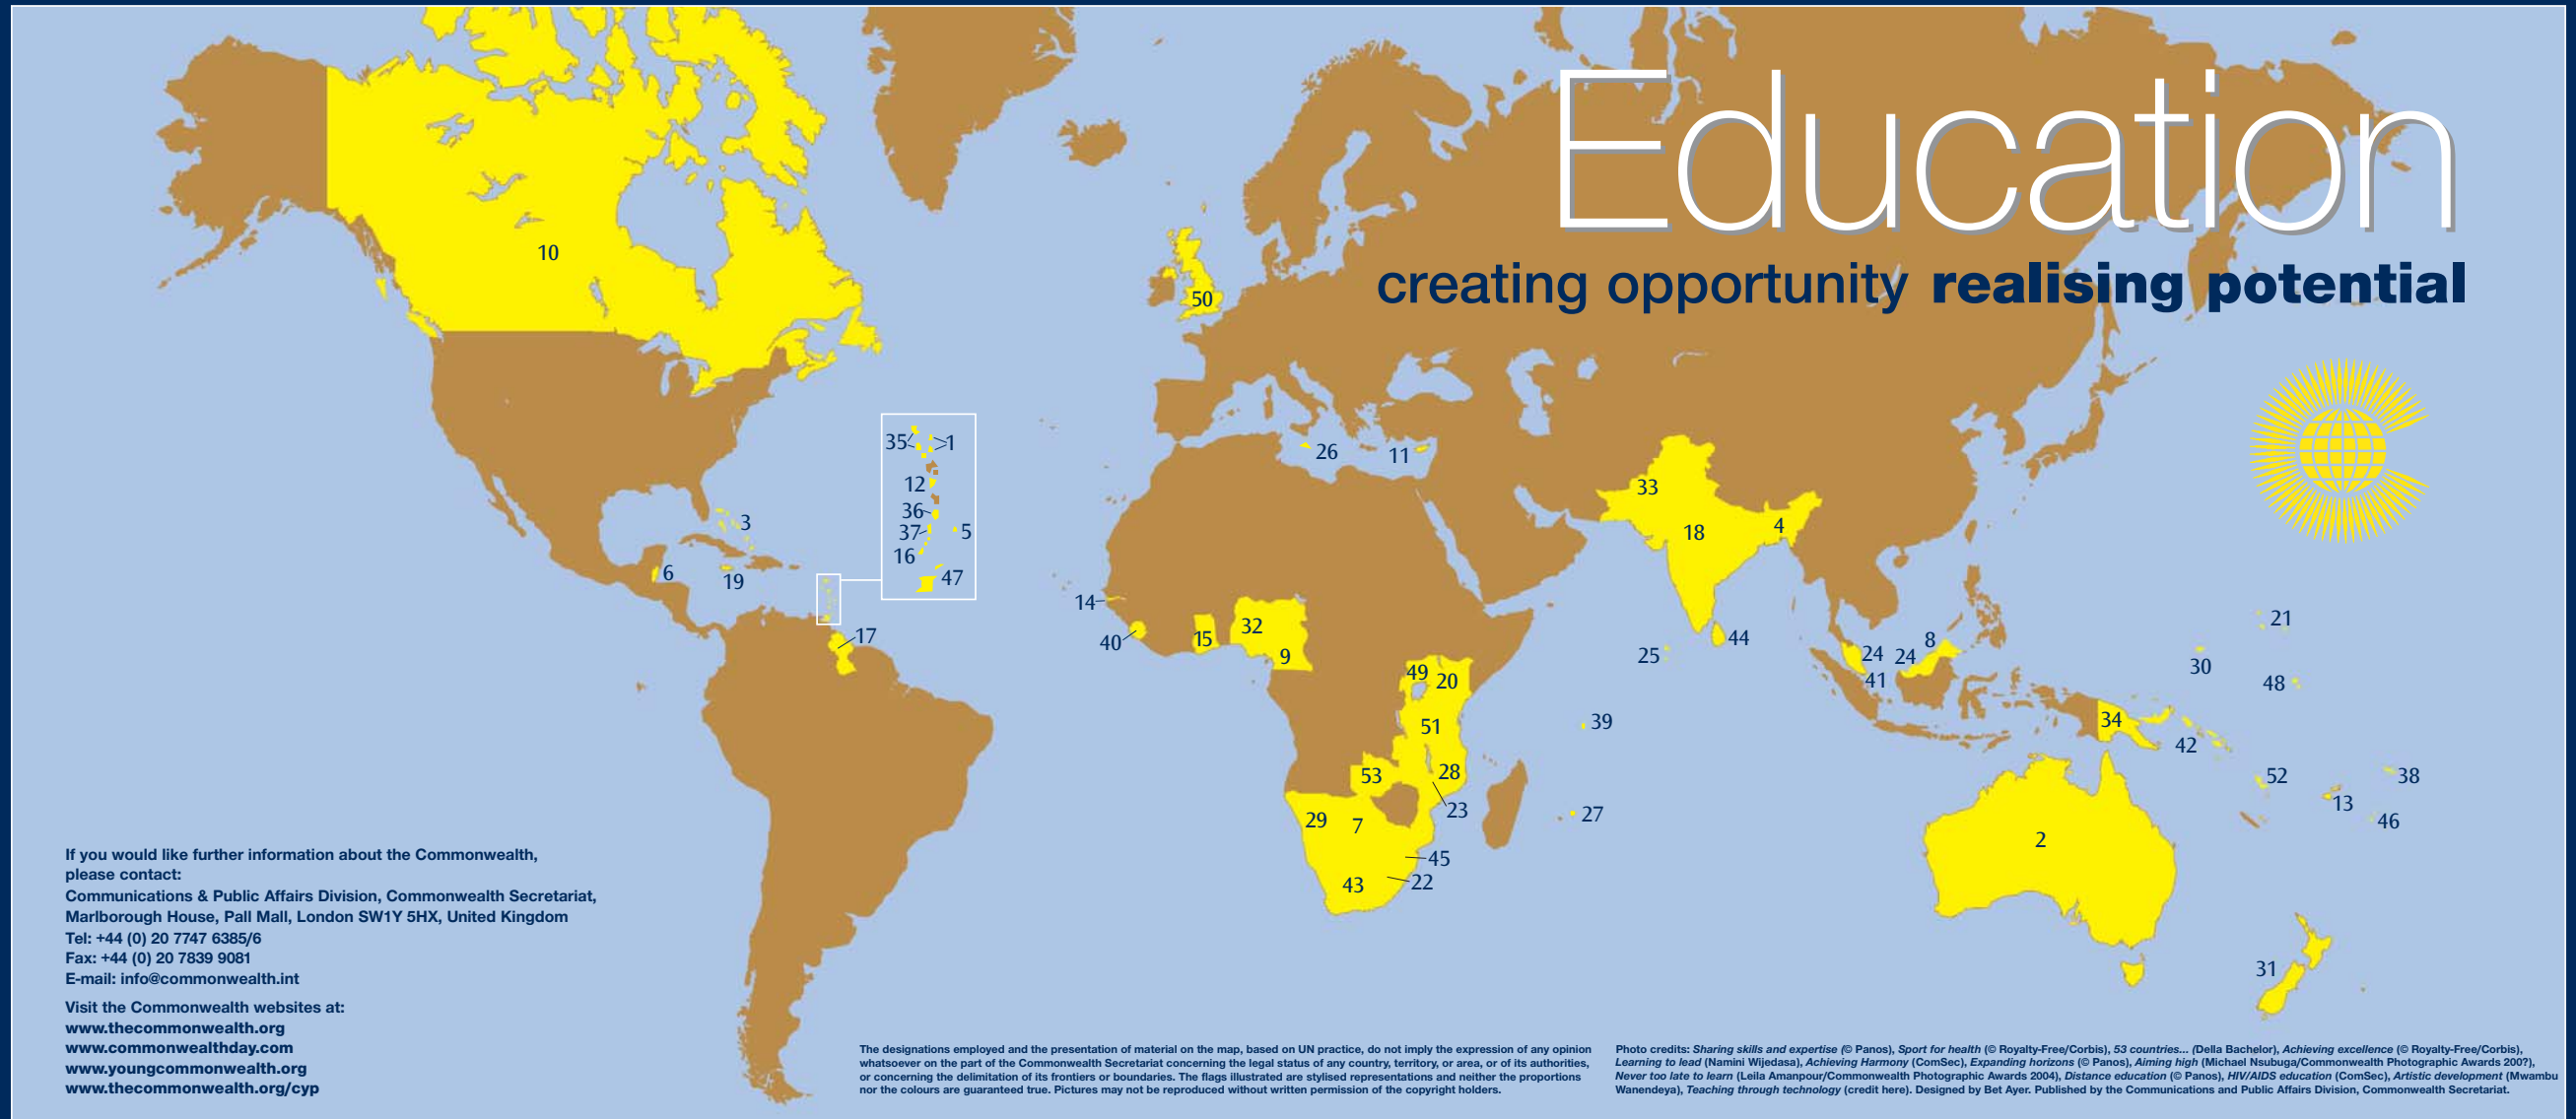 Education
creating opportunity realising potential
10
50
35
1
12
36
37
5
16
47
3
6
19
17
26
11
33
18
4
14
40
15
32
9
49
20
51
53
28
23
29
7
45
22
43
25
44
39
27
24
24
8
41
21
30
48
34
42
52
38
13
46
2
31
If you would like further information about the Commonwealth,
please contact:
Communications & Public Affairs Division, Commonwealth Secretariat,
Marlborough House, Pall Mall, London SW1Y 5HX, United Kingdom
Tel: +44 (0) 20 7747 6385/6
Fax: +44 (0) 20 7839 9081
E-mail: info@commonwealth.int
Visit the Commonwealth websites at:
www.thecommonwealth.org
www.commonwealthday.com
www.youngcommonwealth.org
www.thecommonwealth.org/cyp
The designations employed and the presentation of material on the map, based on UN practice, do not imply the expression of any opinion
whatsoever on the part of the Commonwealth Secretariat concerning the legal status of any country, territory, or area, or of its authorities,
or concerning the delimitation of its frontiers or boundaries. The flags illustrated are stylised representations and neither the proportions
nor the colours are guaranteed true. Pictures may not be reproduced without written permission of the copyright holders.
Photo credits: Sharing skills and expertise (© Panos), Sport for health (© Royalty-Free/Corbis), 53 countries... (Della Bachelor), Achieving excellence (© Royalty-Free/Corbis),
Learning to lead (Namini Wijedasa), Achieving Harmony (ComSec), Expanding horizons (© Panos), Aiming high (Michael Nsubuga/Commonwealth Photographic Awards 2002),
Never too late to learn (Leila Amanpour/Commonwealth Photographic Awards 2004), Distance education (© Panos), HIV/AIDS education (ComSec), Artistic development (Mwambu
Wanendeya), Teaching through technology (credit here). Designed by Bet Ayer. Published by the Communications and Public Affairs Division, Commonwealth Secretariat.